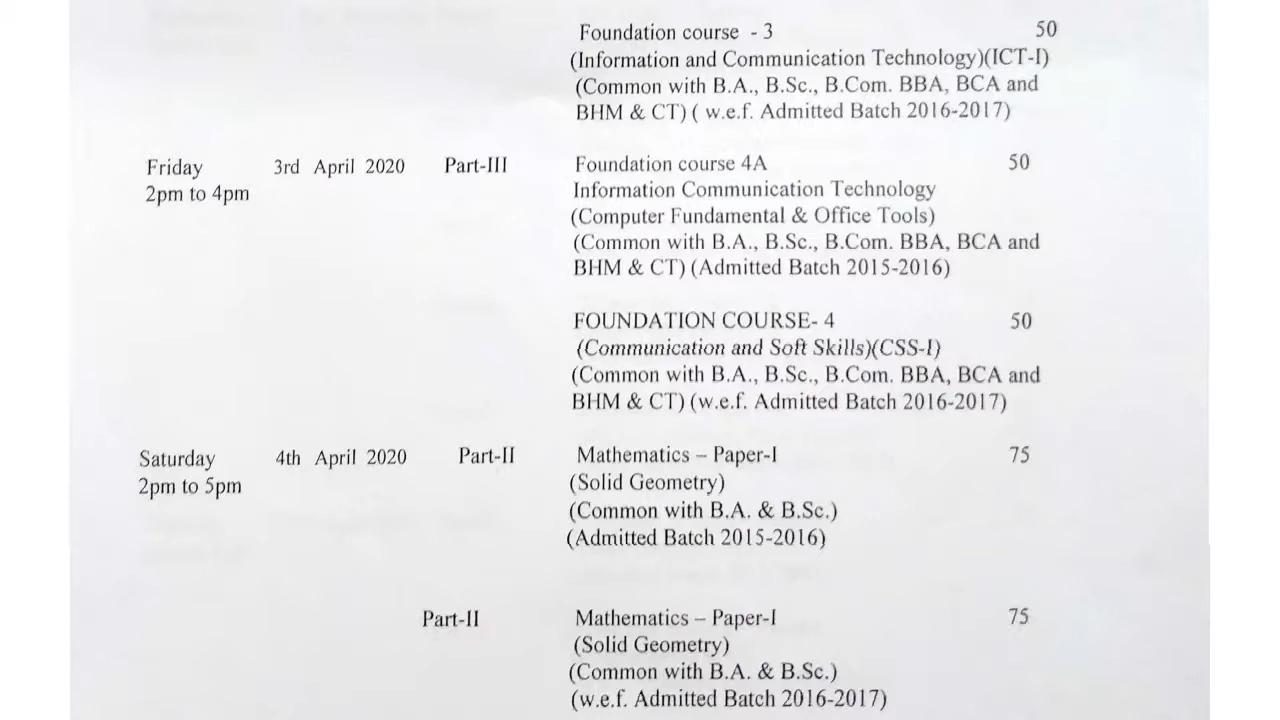 Foundation course - 3 50
(Information and Communication Technology)(ICT-I)
(Common with B.A., B.Sc., B.Com. BBA, BCA and
BHM & CT) ( w.e.f. Admitted Batch 2016-2017)
Friday 3rd April 2020 Part-III Foundation course 4A 50
2pm to 4pm Information Communication Technology
(Computer Fundamental & Office Tools)
(Common with B.A., B.Sc., B.Com. BBA, BCA and
BHM & CT) (Admitted Batch 2015-2016)
FOUNDATION COURSE- 4 50
(Communication and Soft Skills)(CSS-I)
(Common with B.A., B.Sc., B.Com. BBA, BCA and
BHM & CT) (w.e.f. Admitted Batch 2016-2017)
Saturday 4th April 2020 Part-II Mathematics – Paper-I 75
2pm to 5pm (Solid Geometry)
(Common with B.A. & B.Sc.)
(Admitted Batch 2015-2016)
Part-II Mathematics – Paper-I 75
(Solid Geometry)
(Common with B.A. & B.Sc.)
(w.e.f. Admitted Batch 2016-2017)